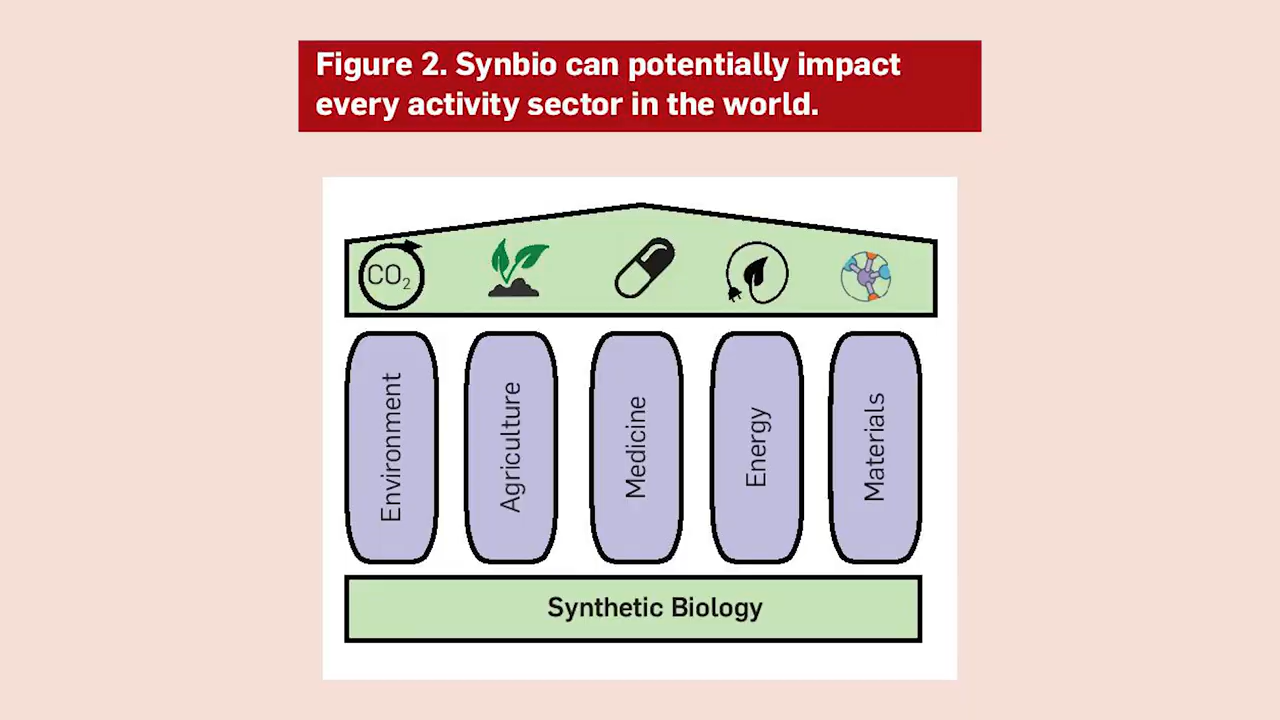 Figure 2. Synbio can potentially impact
every activity sector in the world.
CO₂
Environment
Agriculture
Medicine
Energy
Materials
Synthetic Biology